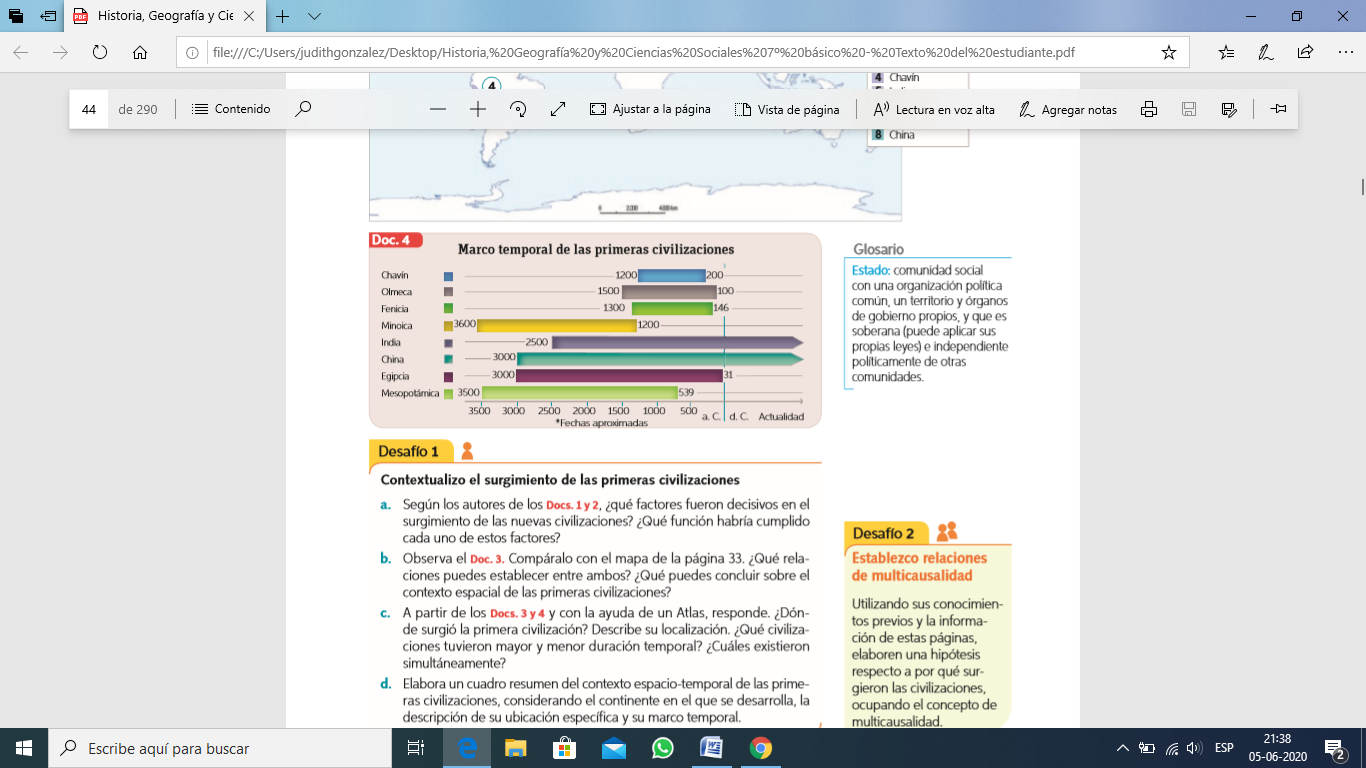 Historia, Geografía y Cie
file:///C:/Users/judithgonzalez/Desktop/Historia,%20Geografía%20y%20Ciencias%20Sociales%207º%20básico%20-%20Texto%20del%20estudiante.pdf
4
4 Chavín
44 de 290 Contenido Ajustar a la página Vista de página Lectura en voz alta Agregar notas
8 China
0 2.000 4.000 km
Doc. 4
Marco temporal de las primeras civilizaciones
Chavín 1200 200
Olmeca 1500 100
Fenicia 1300 146
Minoica 3600 1200
India 2500
China 3000
Egipcia 3000 31
Mesopotámica 3500 539
3500 3000 2500 2000 1500 1000 500 a. C. d. C. Actualidad
*Fechas aproximadas
Glosario
Estado: comunidad social
con una organización política
común, un territorio y órganos
de gobierno propios, y que es
soberana (puede aplicar sus
propias leyes) e independiente
políticamente de otras
comunidades.
Desafío 1
Contextualizo el surgimiento de las primeras civilizaciones
a. Según los autores de los Docs. 1 y 2, ¿qué factores fueron decisivos en el
surgimiento de las nuevas civilizaciones? ¿Qué función habría cumplido
cada uno de estos factores?
b. Observa el Doc. 3. Compáralo con el mapa de la página 33. ¿Qué rela-
ciones puedes establecer entre ambos? ¿Qué puedes concluir sobre el
contexto espacial de las primeras civilizaciones?
c. A partir de los Docs. 3 y 4 y con la ayuda de un Atlas, responde. ¿Dón-
de surgió la primera civilización? Describe su localización. ¿Qué civiliza-
ciones tuvieron mayor y menor duración temporal? ¿Cuáles existieron
simultáneamente?
d. Elabora un cuadro resumen del contexto espacio-temporal de las prime-
ras civilizaciones, considerando el continente en el que se desarrolla, la
descripción de su ubicación específica y su marco temporal.
Desafío 2
Establezco relaciones
de multicausalidad
Utilizando sus conocimien-
tos previos y la informa-
ción de estas páginas,
elaboren una hipótesis
respecto a por qué sur-
gieron las civilizaciones,
ocupando el concepto de
multicausalidad.
Escribe aquí para buscar
ESP
21:38
05-06-2020
2